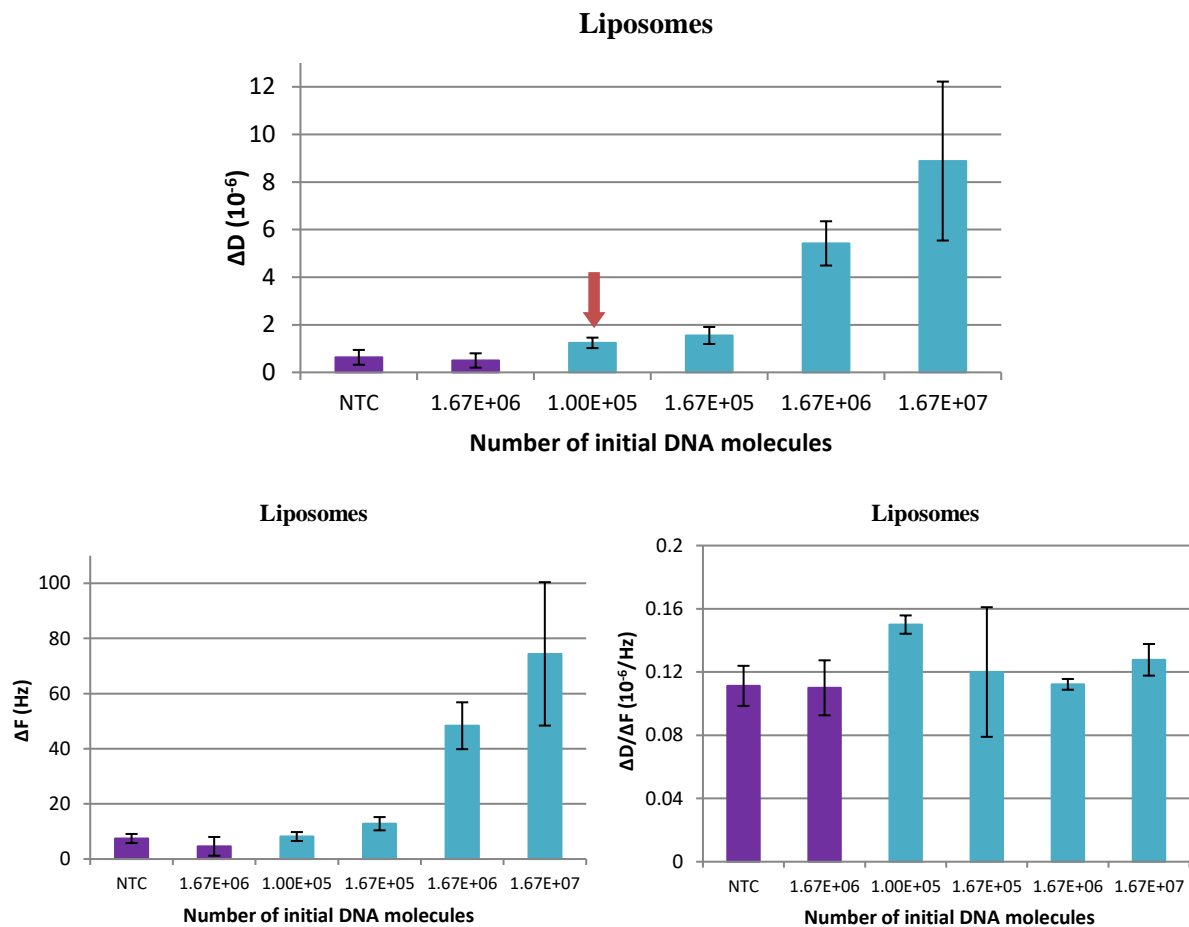 Liposomes
12
10
8
6
4
2
0
ΔD (10⁻⁶)
NTC 1.67E+06 1.00E+05 1.67E+05 1.67E+06 1.67E+07
Number of initial DNA molecules
Liposomes
100
80
60
40
20
0
ΔF (Hz)
NTC 1.67E+06 1.00E+05 1.67E+05 1.67E+06 1.67E+07
Number of initial DNA molecules
Liposomes
0.2
0.16
0.12
0.08
0.04
0
ΔD/ΔF (10⁻⁶/Hz)
NTC 1.67E+06 1.00E+05 1.67E+05 1.67E+06 1.67E+07
Number of initial DNA molecules